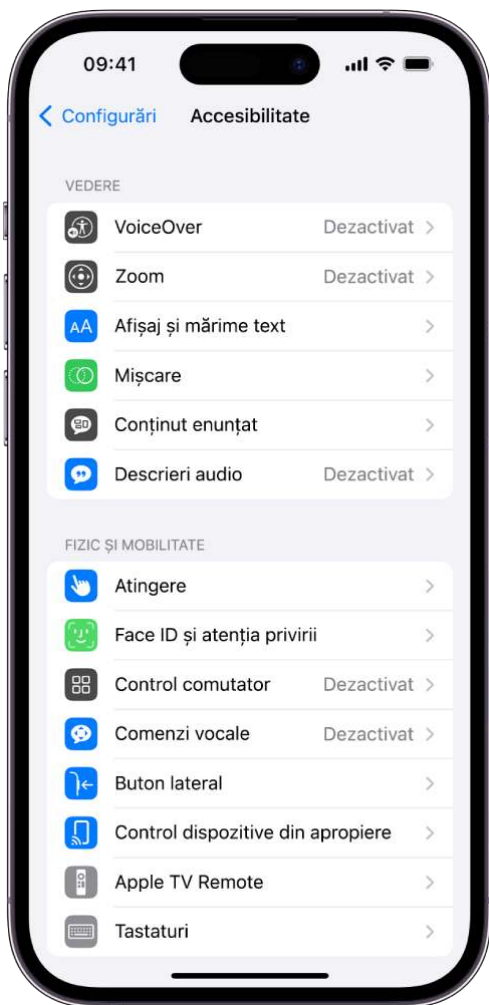 09:41
Configurări Accesibilitate
VEDERE
VoiceOver Dezactivat
Zoom Dezactivat
AA Afișaj și mărime text
Mișcare
Conținut enunțat
Descrieri audio Dezactivat
FIZIC ȘI MOBILITATE
Atingere
Face ID și atenția privirii
Control comutator Dezactivat
Comenzi vocale Dezactivat
Buton lateral
Control dispozitive din apropiere
Apple TV Remote
Tastaturi